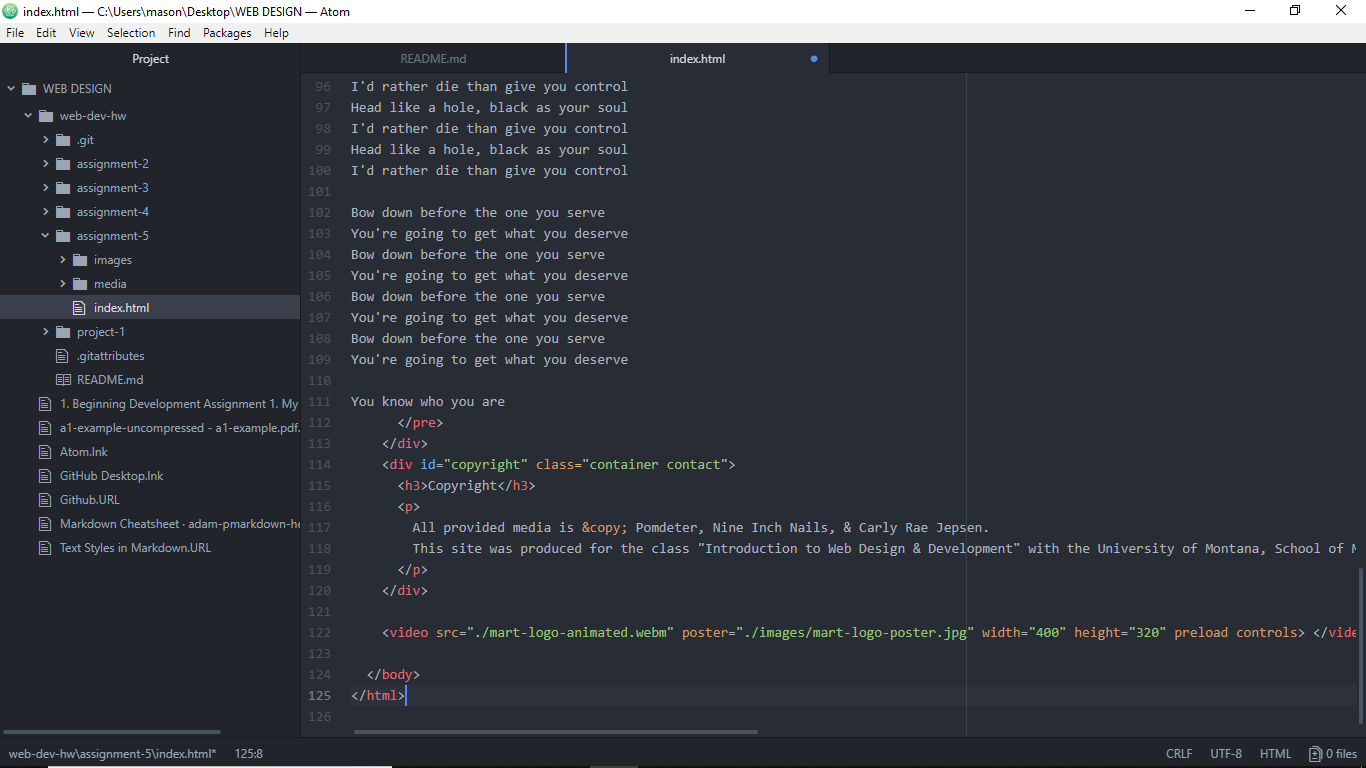 index.html — C:\Users\mason\Desktop\WEB DESIGN — Atom
File Edit View Selection Find Packages Help
Project
README.md
index.html
WEB DESIGN
web-dev-hw
.git
assignment-2
assignment-3
assignment-4
assignment-5
images
media
index.html
project-1
.gitattributes
README.md
1. Beginning Development Assignment 1. My
a1-example-uncompressed - a1-example.pdf.
Atom.lnk
GitHub Desktop.lnk
Github.URL
Markdown Cheatsheet · adam-pmarkdown-he
Text Styles in Markdown.URL
96 I'd rather die than give you control
97 Head like a hole, black as your soul
98 I'd rather die than give you control
99 Head like a hole, black as your soul
100 I'd rather die than give you control
101
102 Bow down before the one you serve
103 You're going to get what you deserve
104 Bow down before the one you serve
105 You're going to get what you deserve
106 Bow down before the one you serve
107 You're going to get what you deserve
108 Bow down before the one you serve
109 You're going to get what you deserve
110
111 You know who you are
112 </pre>
113 </div>
114 <div id="copyright" class="container contact">
115 <h3>Copyright</h3>
116 <p>
117 All provided media is &copy; Pomdeter, Nine Inch Nails, & Carly Rae Jepsen.
118 This site was produced for the class "Introduction to Web Design & Development" with the University of Montana, School of M
119 </p>
120 </div>
121
122 <video src="./mart-logo-animated.webm" poster="./images/mart-logo-poster.jpg" width="400" height="320" preload controls> </vide
123
124 </body>
125 </html>
126
web-dev-hw\assignment-5\index.html* 125:8
CRLF UTF-8 HTML 0 files